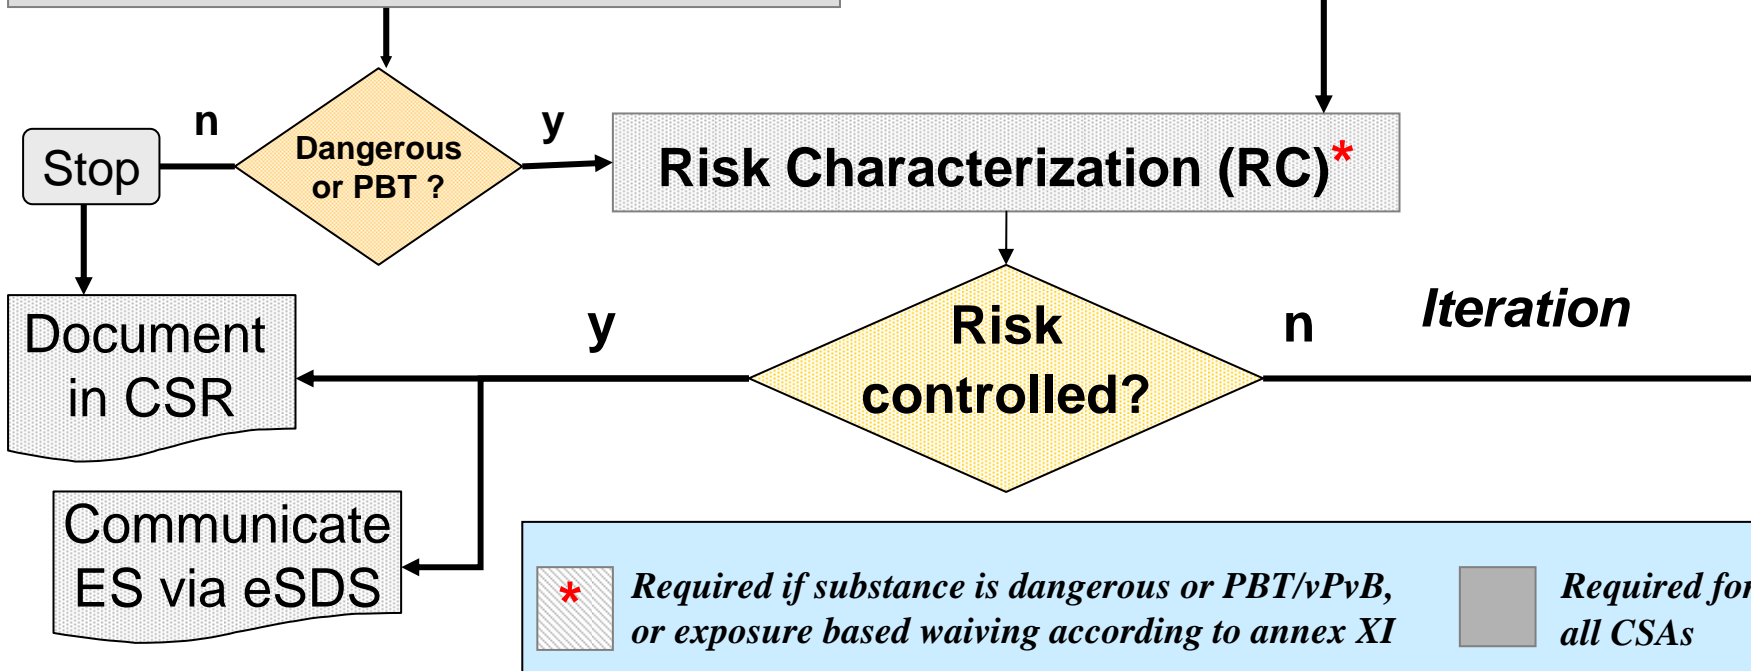 n
y
Stop
Dangerous
or PBT ?
Risk Characterization (RC)*
Document
in CSR
y
Risk
controlled?
n
Iteration
Communicate
ES via eSDS
*
Required if substance is dangerous or PBT/vPvB,
or exposure based waiving according to annex XI
Required for
all CSAs